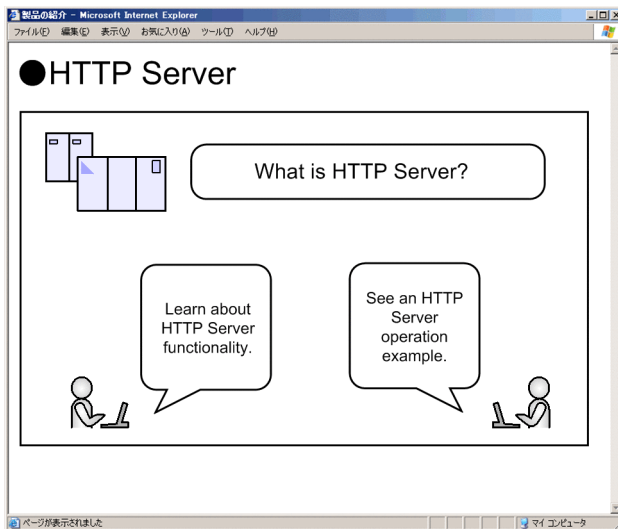 製品の紹介 - Microsoft Internet Explorer
ファイル(F) 編集(E) 表示(V) お気に入り(A) ツール(T) ヘルプ(H)
●HTTP Server
What is HTTP Server?
Learn about
HTTP Server
functionality.
See an HTTP
Server
operation
example.
ページが表示されました
マイ コンピュータ